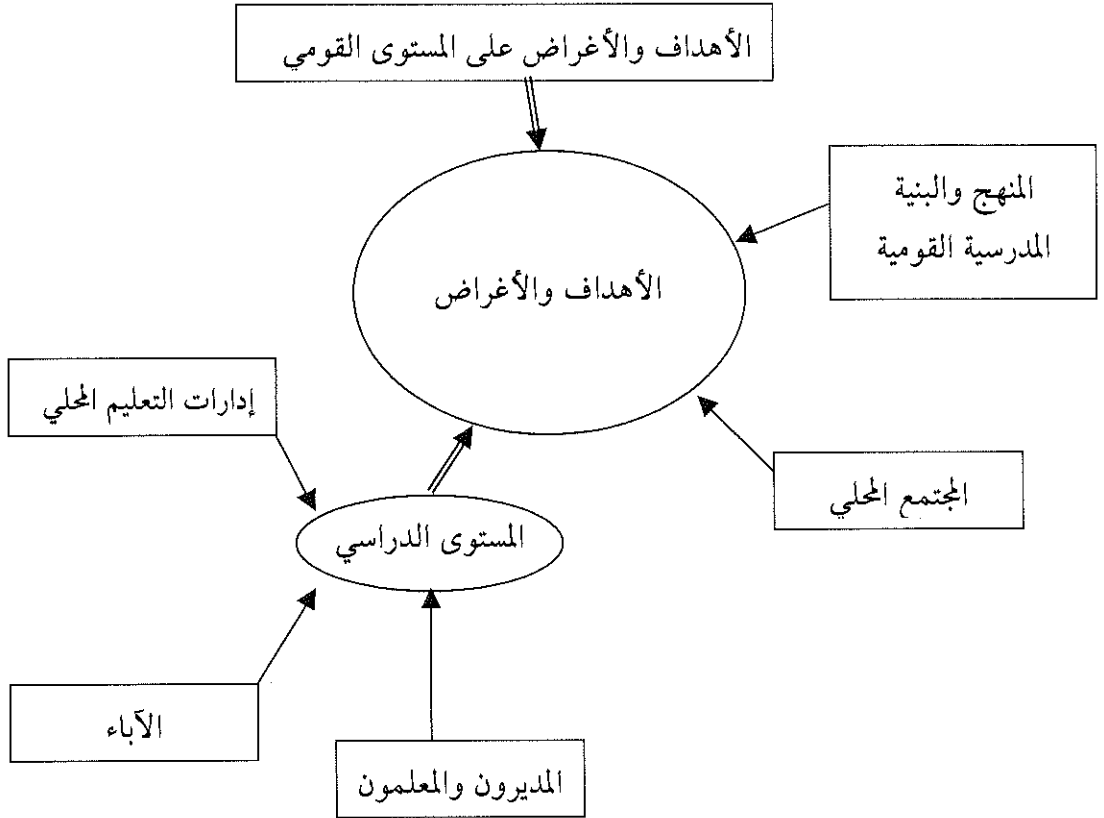 الأهداف والأغراض على المستوى القومي
المنهج والبنية
المدرسية القومية
الأهداف والأغراض
إدارات التعليم المحلي
المجتمع المحلي
المستوى الدراسي
الآباء
المديرون والمعلمون